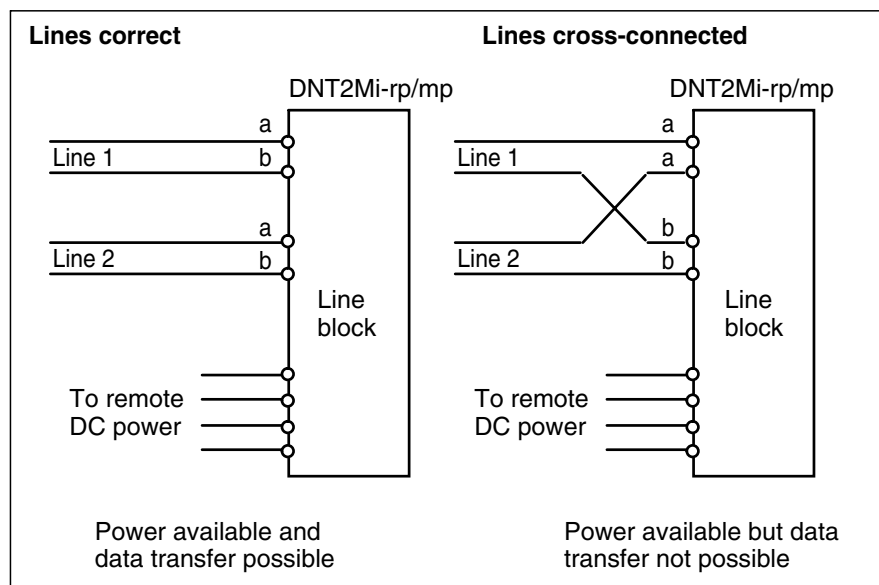 Lines correct
DNT2Mi-rp/mp
a
Line 1
b
a
Line 2
b
Line
block
To remote
DC power
Power available and
data transfer possible
Lines cross-connected
DNT2Mi-rp/mp
a
Line 1
a
b
Line 2
b
Line
block
To remote
DC power
Power available but data
transfer not possible